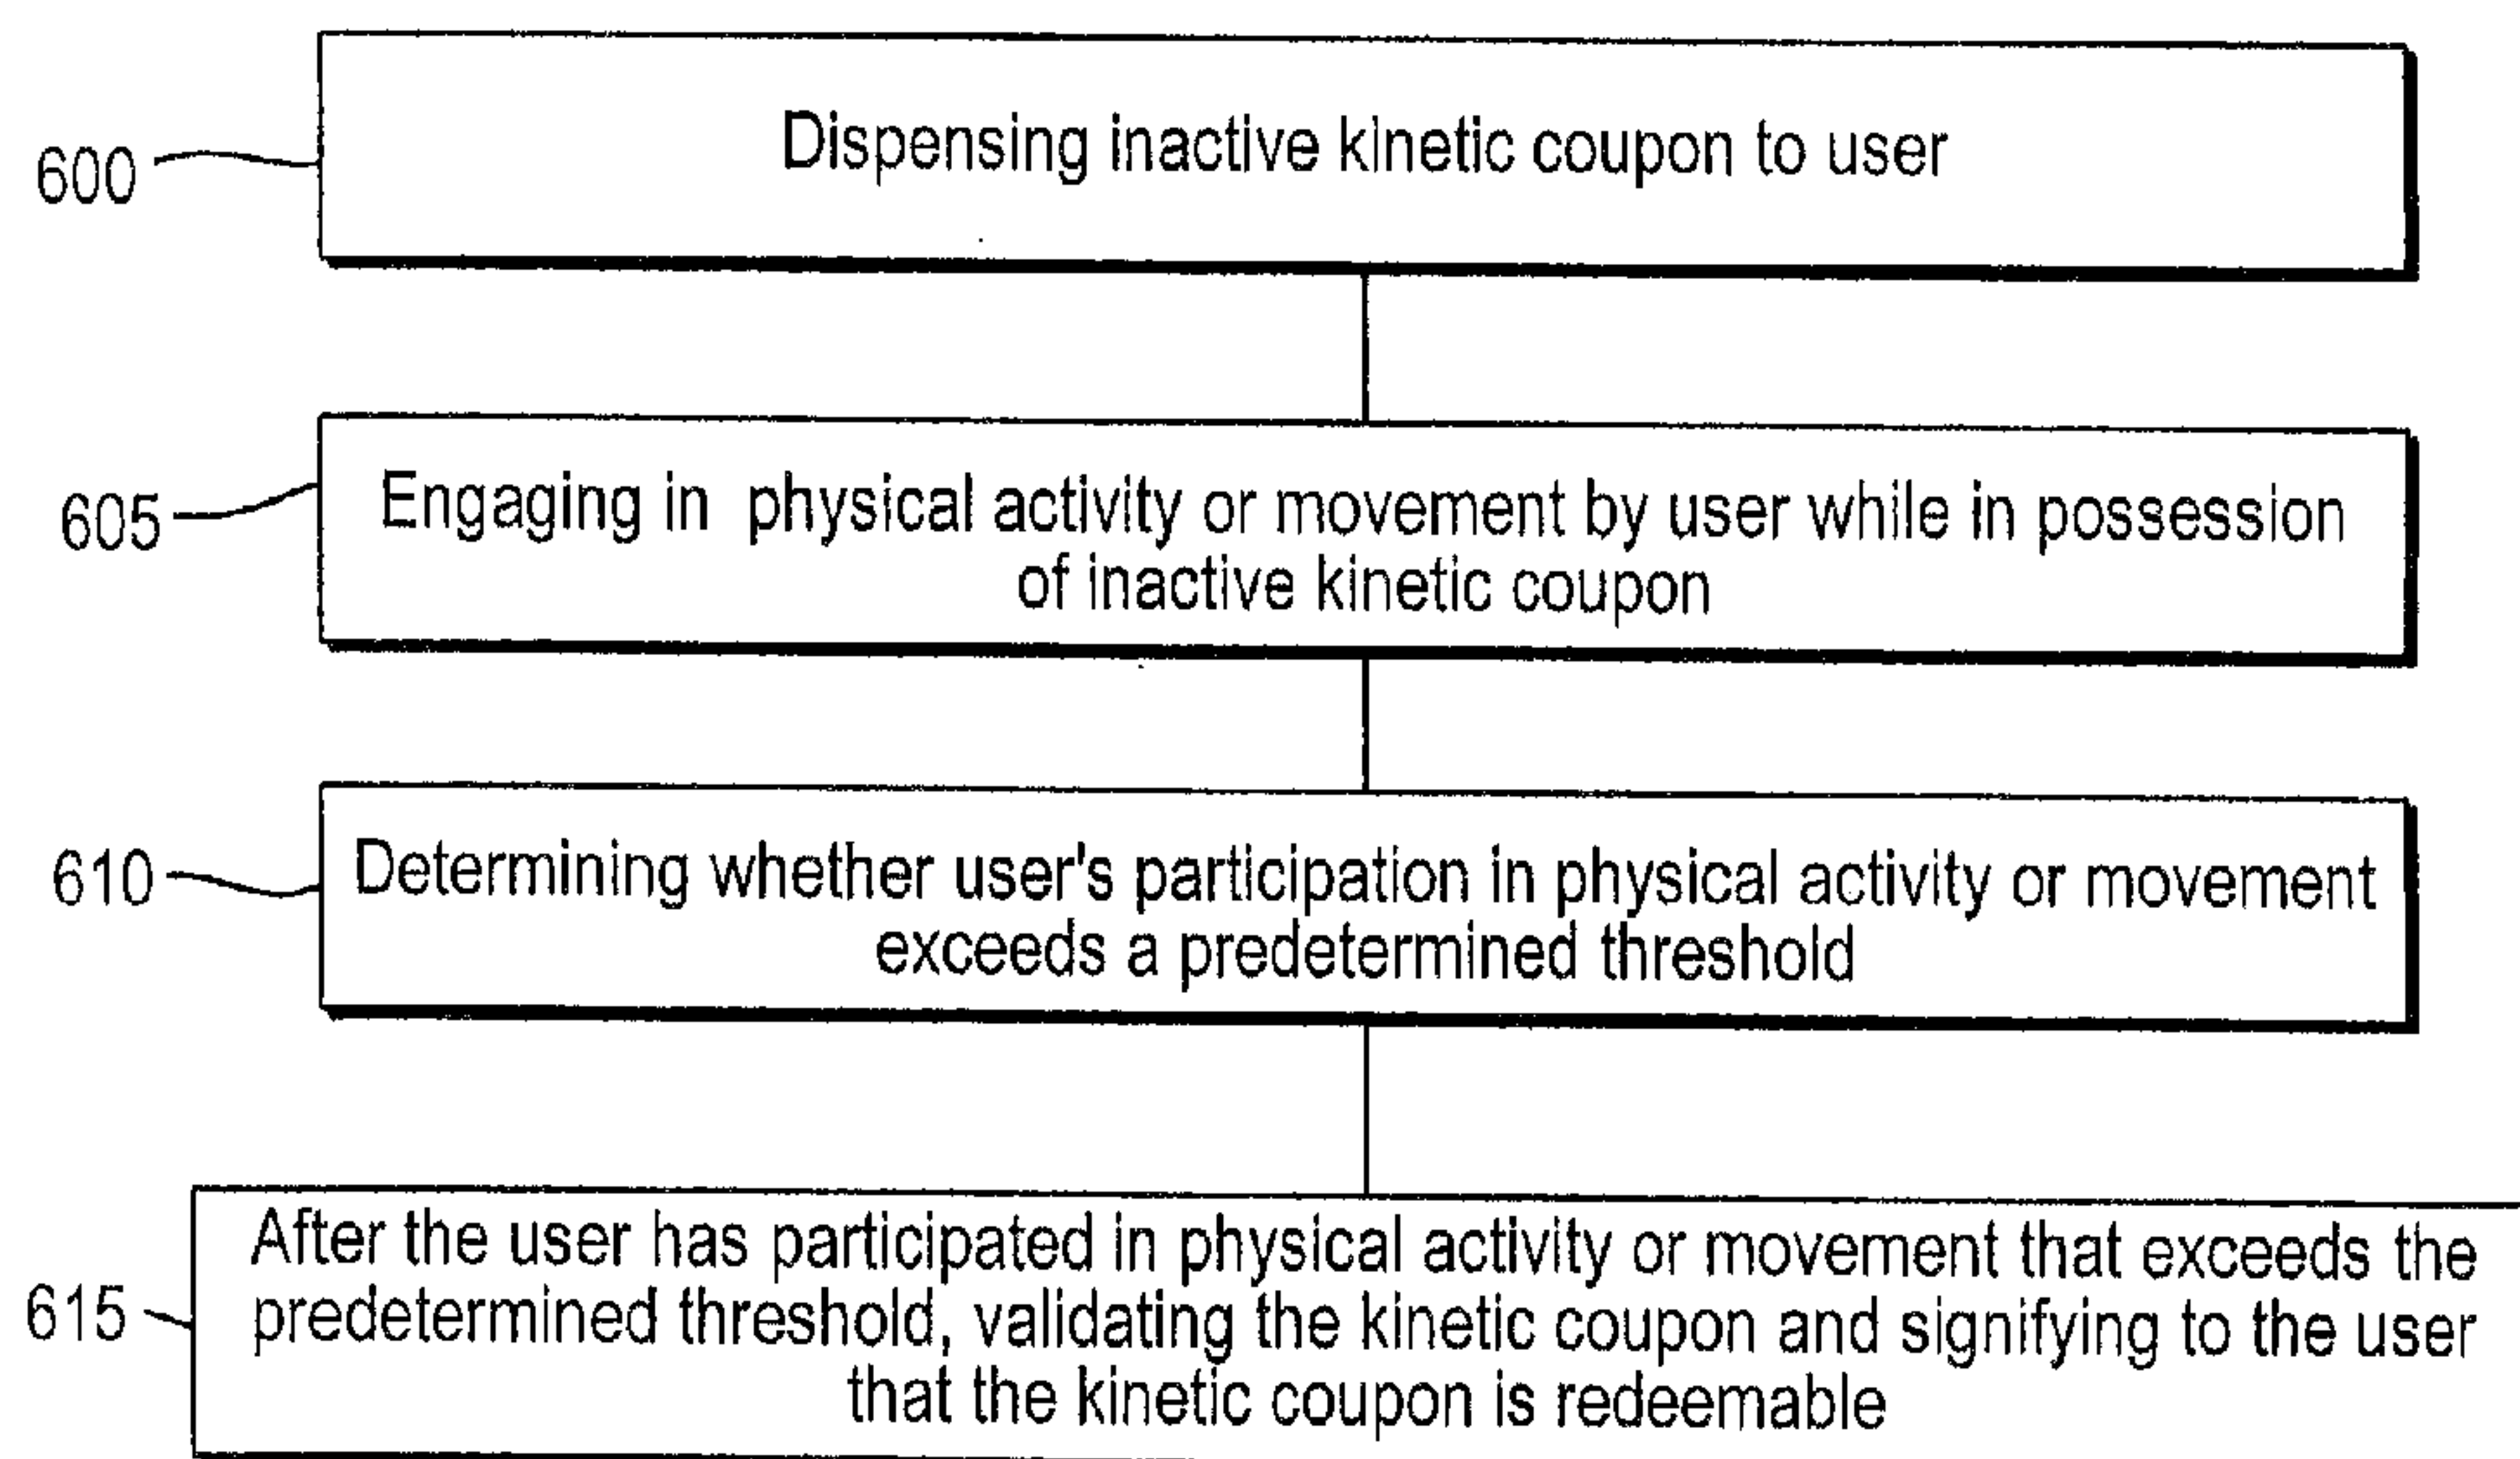 600
Dispensing inactive kinetic coupon to user
605
Engaging in physical activity or movement by user while in possession
of inactive kinetic coupon
610
Determining whether user's participation in physical activity or movement
exceeds a predetermined threshold
615
After the user has participated in physical activity or movement that exceeds the
predetermined threshold, validating the kinetic coupon and signifying to the user
that the kinetic coupon is redeemable